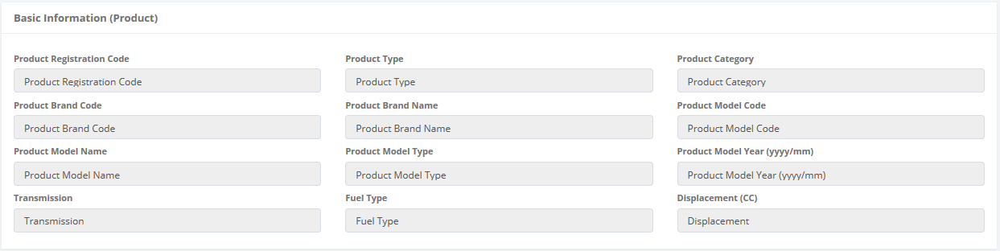 Basic Information (Product)
Product Registration Code
Product Type
Product Category
Product Registration Code
Product Type
Product Category
Product Brand Code
Product Brand Name
Product Model Code
Product Brand Code
Product Brand Name
Product Model Code
Product Model Name
Product Model Type
Product Model Year (yyyy/mm)
Product Model Name
Product Model Type
Product Model Year (yyyy/mm)
Transmission
Fuel Type
Displacement (CC)
Transmission
Fuel Type
Displacement